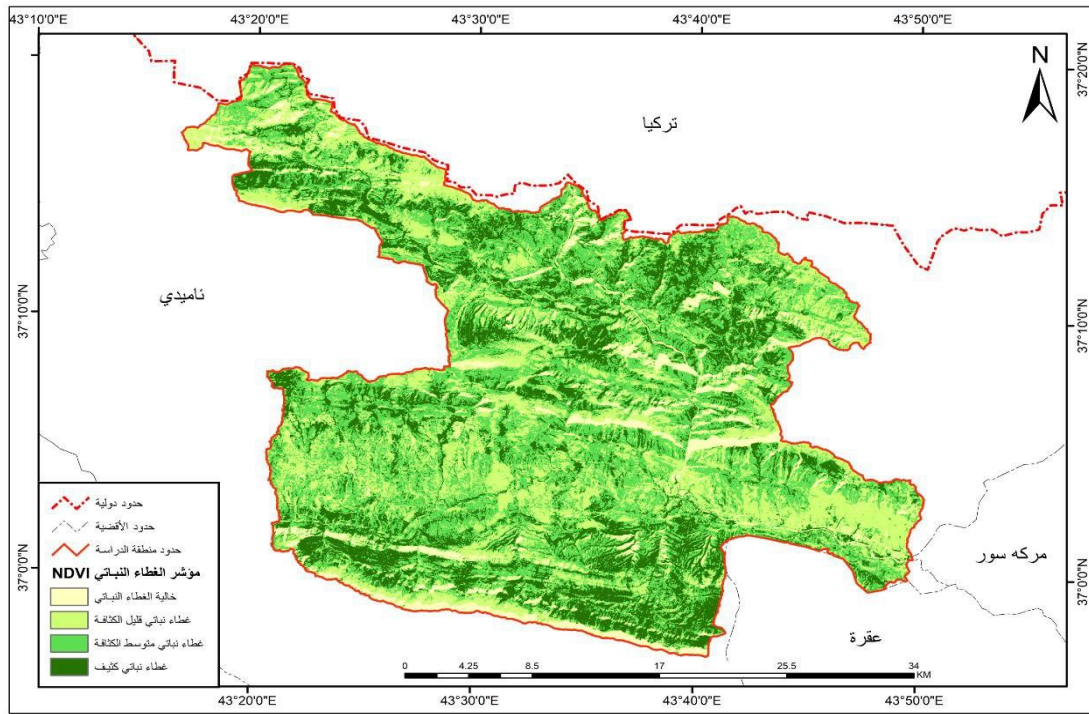 43°10'0"E
43°20'0"E
43°30'0"E
43°40'0"E
43°50'0"E
37°20'0"N
N
تركيا
ئاميدي
37°10'0"N
37°10'0"N
حدود دولية
حدود الأقضية
حدود منطقة الدراسة
مؤشر الغطاء النباتي NDVI
خالية الغطاء النباتي
غطاء نباتي قليل الكثافة
غطاء نباتي متوسط الكثافة
غطاء نباتي كثيف
37°0'0"N
37°0'0"N
مركه سور
عقرة
0 4.25 8.5 17 25.5 34
KM
43°20'0"E
43°30'0"E
43°40'0"E
43°50'0"E